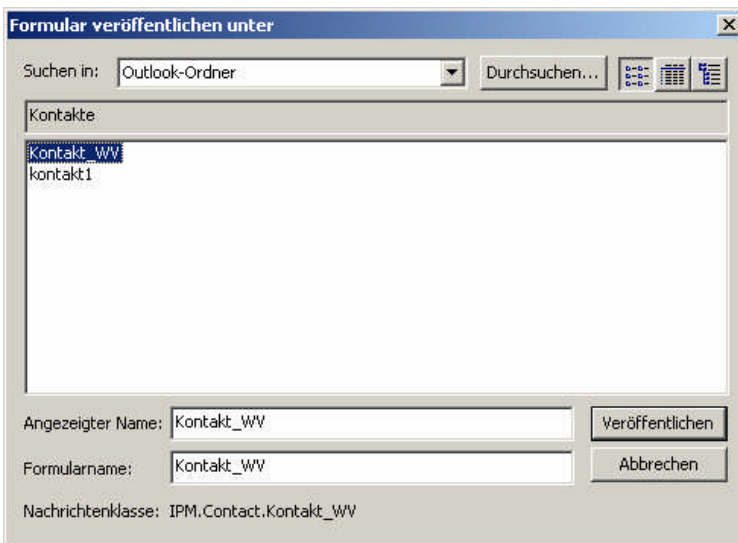 Formular veröffentlichen unter
Suchen in: Outlook-Ordner Durchsuchen...
Kontakte
Kontakt_WV
kontakt1
Angezeigter Name: Kontakt_WV Veröffentlichen
Formularname: Kontakt_WV Abbrechen
Nachrichtenklasse: IPM.Contact.Kontakt_WV